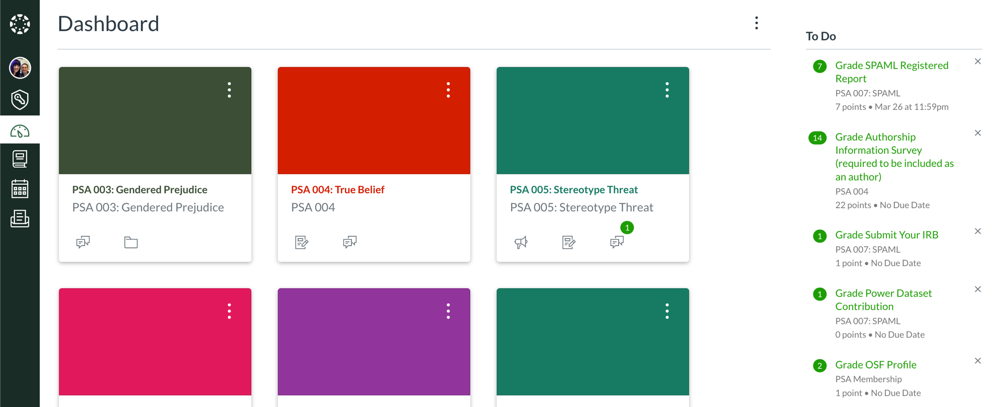 Dashboard
PSA 003: Gendered Prejudice
PSA 003: Gendered Prejudice
PSA 004: True Belief
PSA 004
PSA 005: Stereotype Threat
PSA 005: Stereotype Threat
1
To Do
7
Grade SPAML Registered
Report
PSA 007: SPAML
7 points • Mar 26 at 11:59pm
14
Grade Authorship
Information Survey
(required to be included as
an author)
PSA 004
22 points • No Due Date
1
Grade Submit Your IRB
PSA 007: SPAML
1 point • No Due Date
1
Grade Power Dataset
Contribution
PSA 007: SPAML
0 points • No Due Date
2
Grade OSF Profile
PSA Membership
1 point • No Due Date